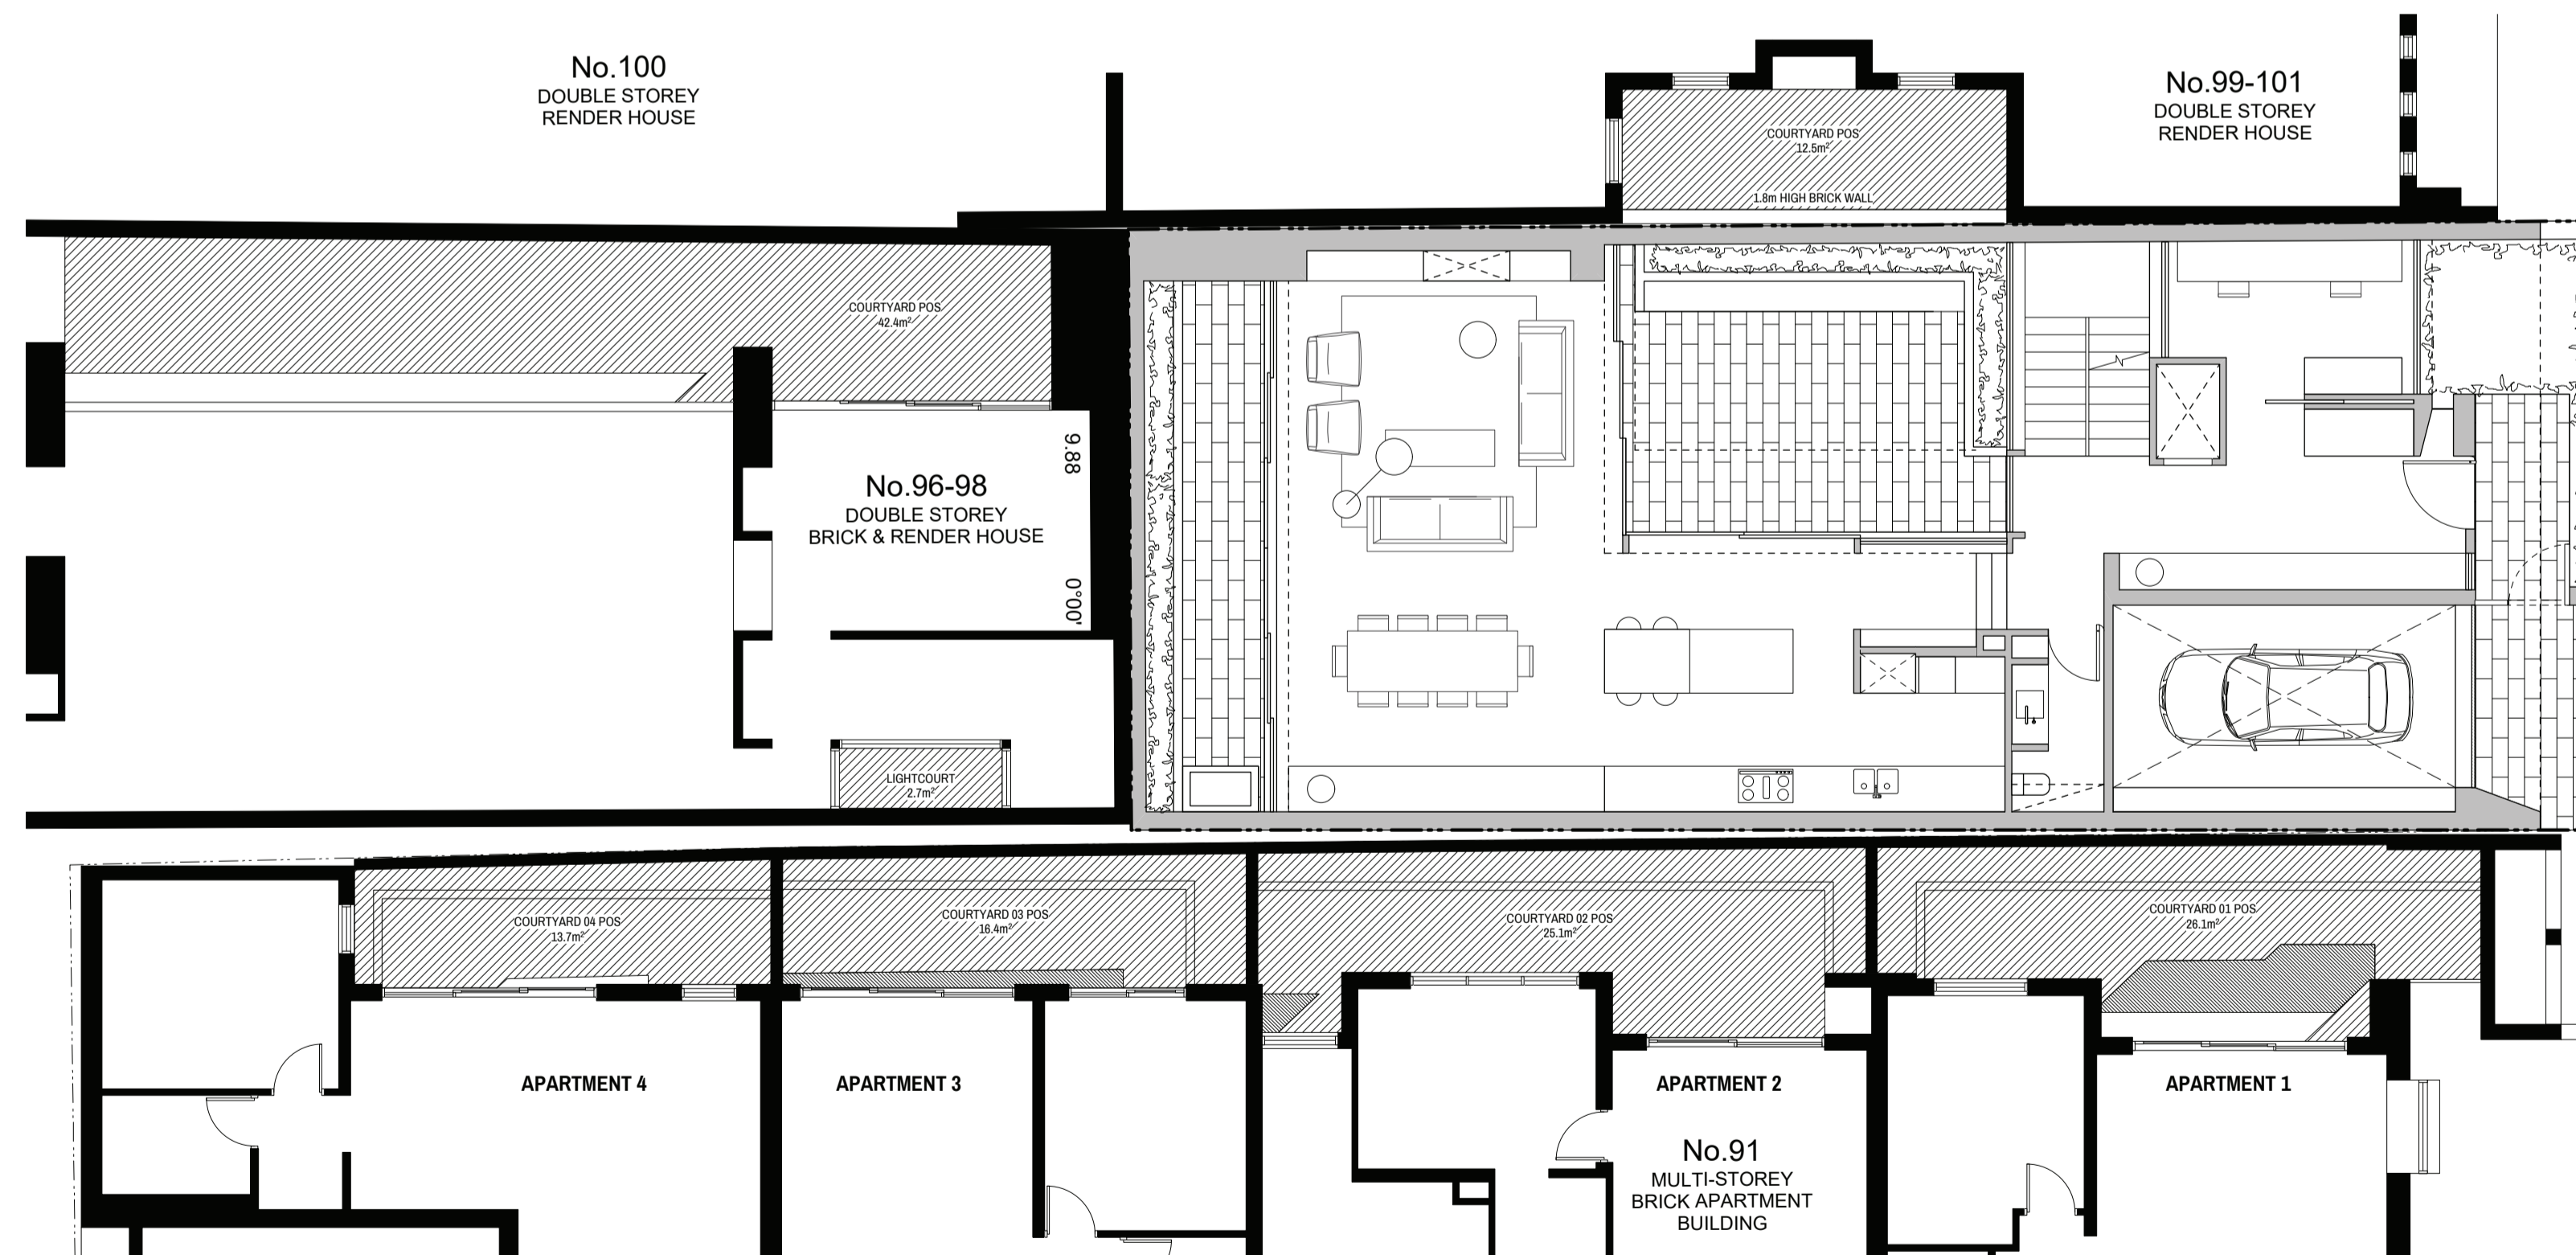 No.100
DOUBLE STOREY
RENDER HOUSE
No.99-101
DOUBLE STOREY
RENDER HOUSE
COURTYARD POS
12.5m²
1.8m HIGH BRICK WALL
COURTYARD POS
42.4m²
9.88
0°00'
No.96-98
DOUBLE STOREY
BRICK & RENDER HOUSE
LIGHTCOURT
2.7m²
COURTYARD 04 POS
13.7m²
COURTYARD 03 POS
16.4m²
COURTYARD 02 POS
25.1m²
COURTYARD 01 POS
26.1m²
APARTMENT 4
APARTMENT 3
APARTMENT 2
APARTMENT 1
No.91
MULTI-STOREY
BRICK APARTMENT
BUILDING